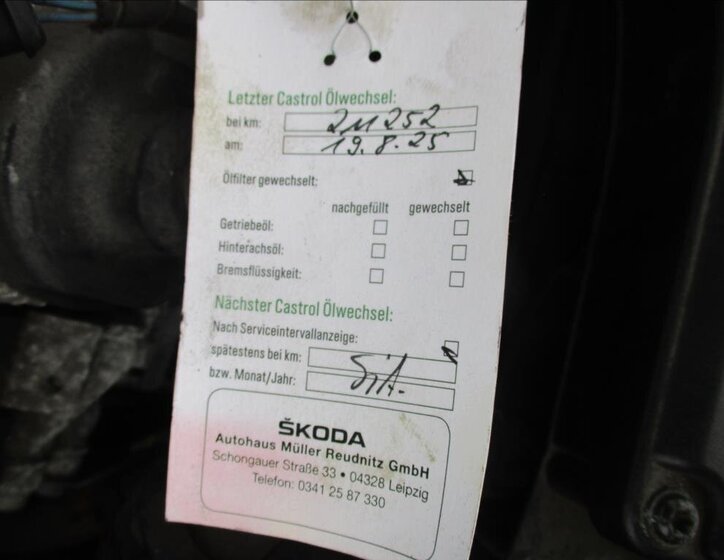 Letzter Castrol Ölwechsel:
bei km: 211252
am: 19.8.25
Ölfilter gewechselt:
nachgefüllt gewechselt
Getriebeöl:
Hinterachsöl:
Bremsflüssigkeit:
Nächster Castrol Ölwechsel:
Nach Serviceintervallanzeige:
spätestens bei km:
bzw. Monat/Jahr:
ŠKODA
Autohaus Müller Reudnitz GmbH
Schongauer Straße 33 • 04328 Leipzig
Telefon: 0341 25 87 330